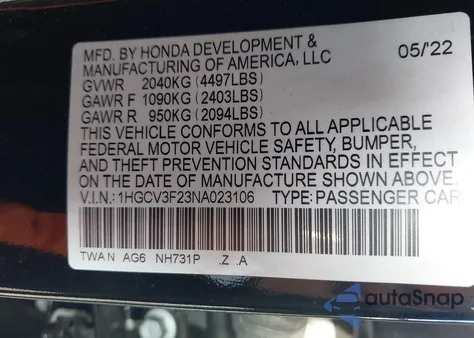 MFD. BY HONDA DEVELOPMENT & 05/'22
MANUFACTURING OF AMERICA, LLC
GVWR 2040KG (4497LBS)
GAWR F 1090KG (2403LBS)
GAWR R 950KG (2094LBS)
THIS VEHICLE CONFORMS TO ALL APPLICABLE
FEDERAL MOTOR VEHICLE SAFETY, BUMPER,
AND THEFT PREVENTION STANDARDS IN EFFECT
ON THE DATE OF MANUFACTURE SHOWN ABOVE.
V.I.N.: 1HGCV3F23NA023106 TYPE: PASSENGER CAR
TWA N AG6 NH731P .Z .A
autoSnap